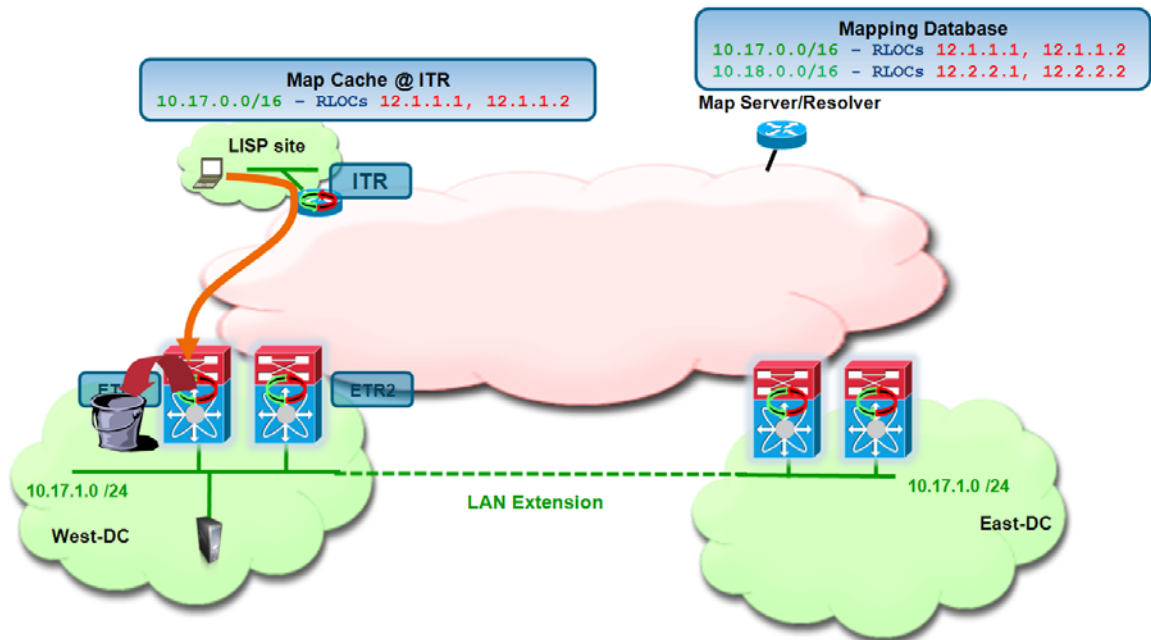 Mapping Database
10.17.0.0/16 – RLOCs 12.1.1.1, 12.1.1.2
10.18.0.0/16 – RLOCs 12.2.2.1, 12.2.2.2
Map Server/Resolver
Map Cache @ ITR
10.17.0.0/16 – RLOCs 12.1.1.1, 12.1.1.2
LISP site
ITR
ETR2
10.17.1.0 /24
LAN Extension
10.17.1.0 /24
West-DC
East-DC